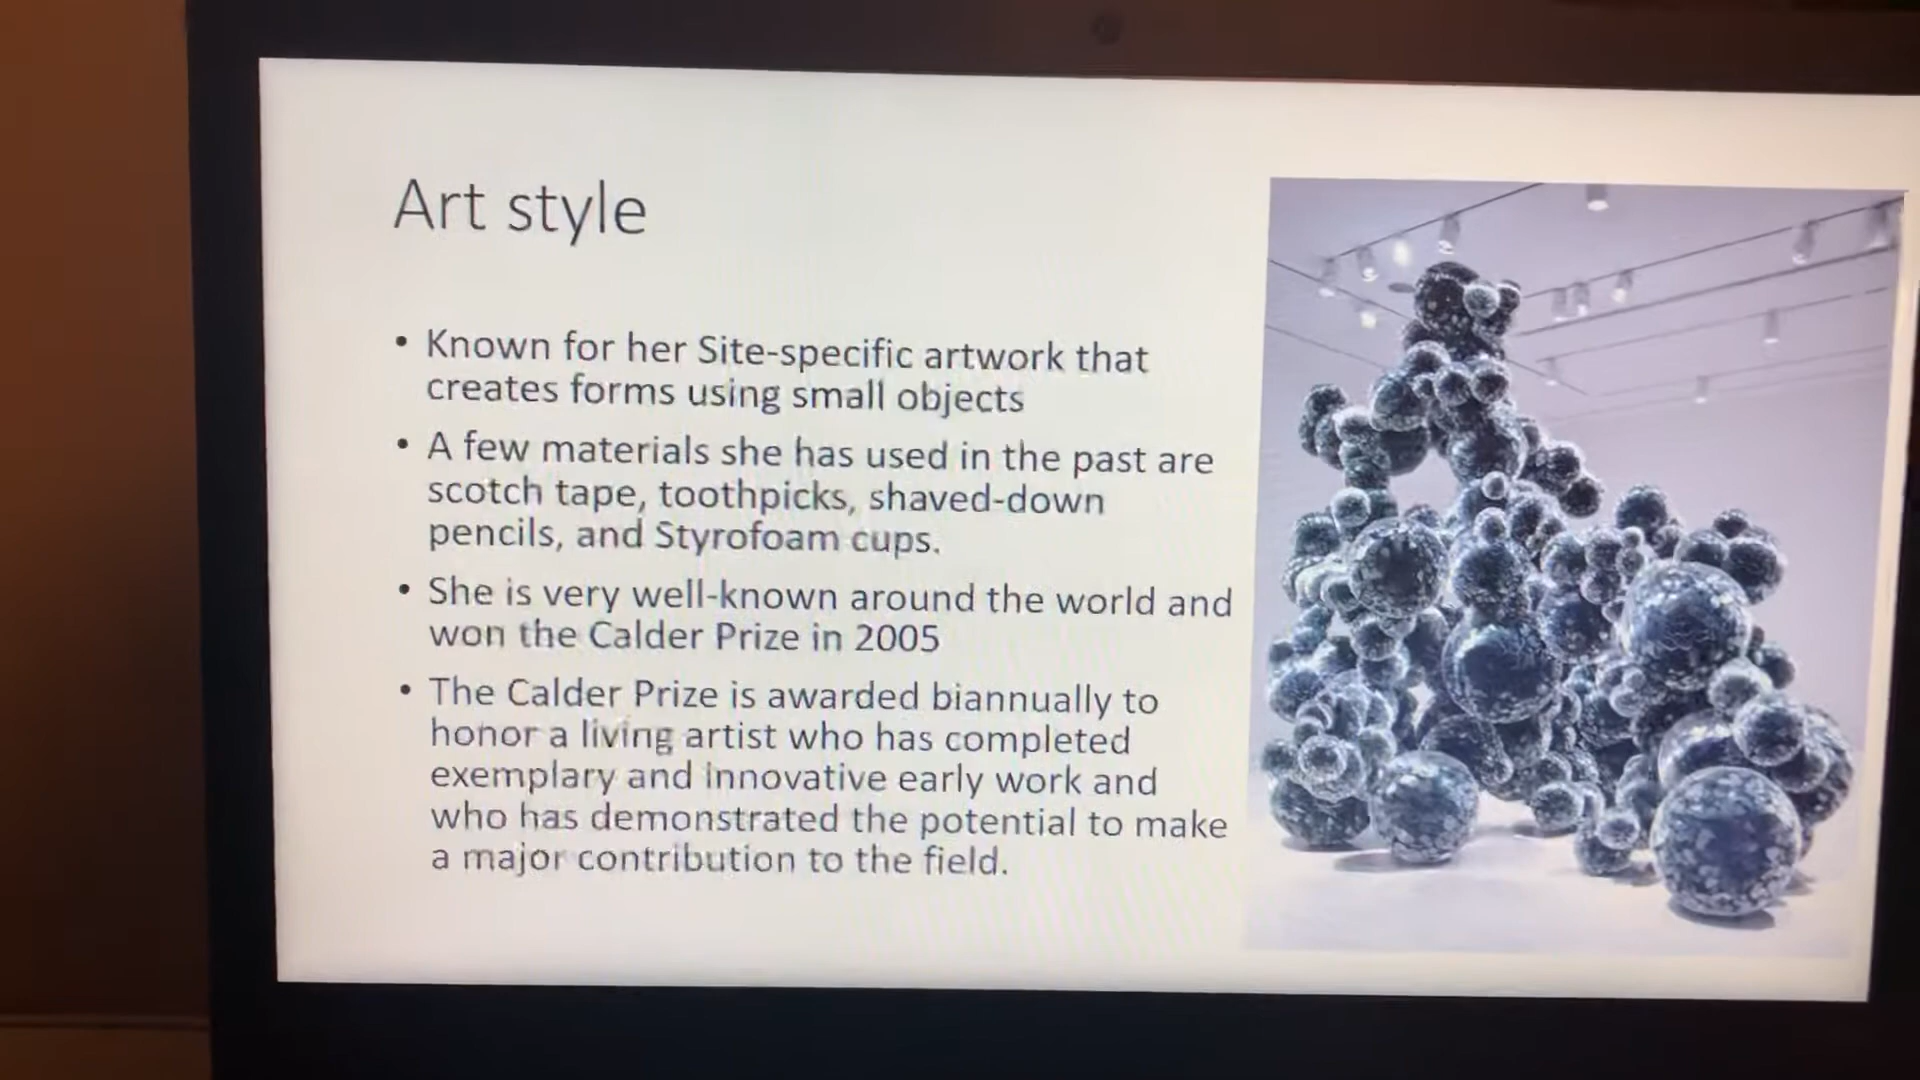 Art style
• Known for her Site-specific artwork that
creates forms using small objects
• A few materials she has used in the past are
scotch tape, toothpicks, shaved-down
pencils, and Styrofoam cups.
• She is very well-known around the world and
won the Calder Prize in 2005
• The Calder Prize is awarded biannually to
honor a living artist who has completed
exemplary and innovative early work and
who has demonstrated the potential to make
a major contribution to the field.